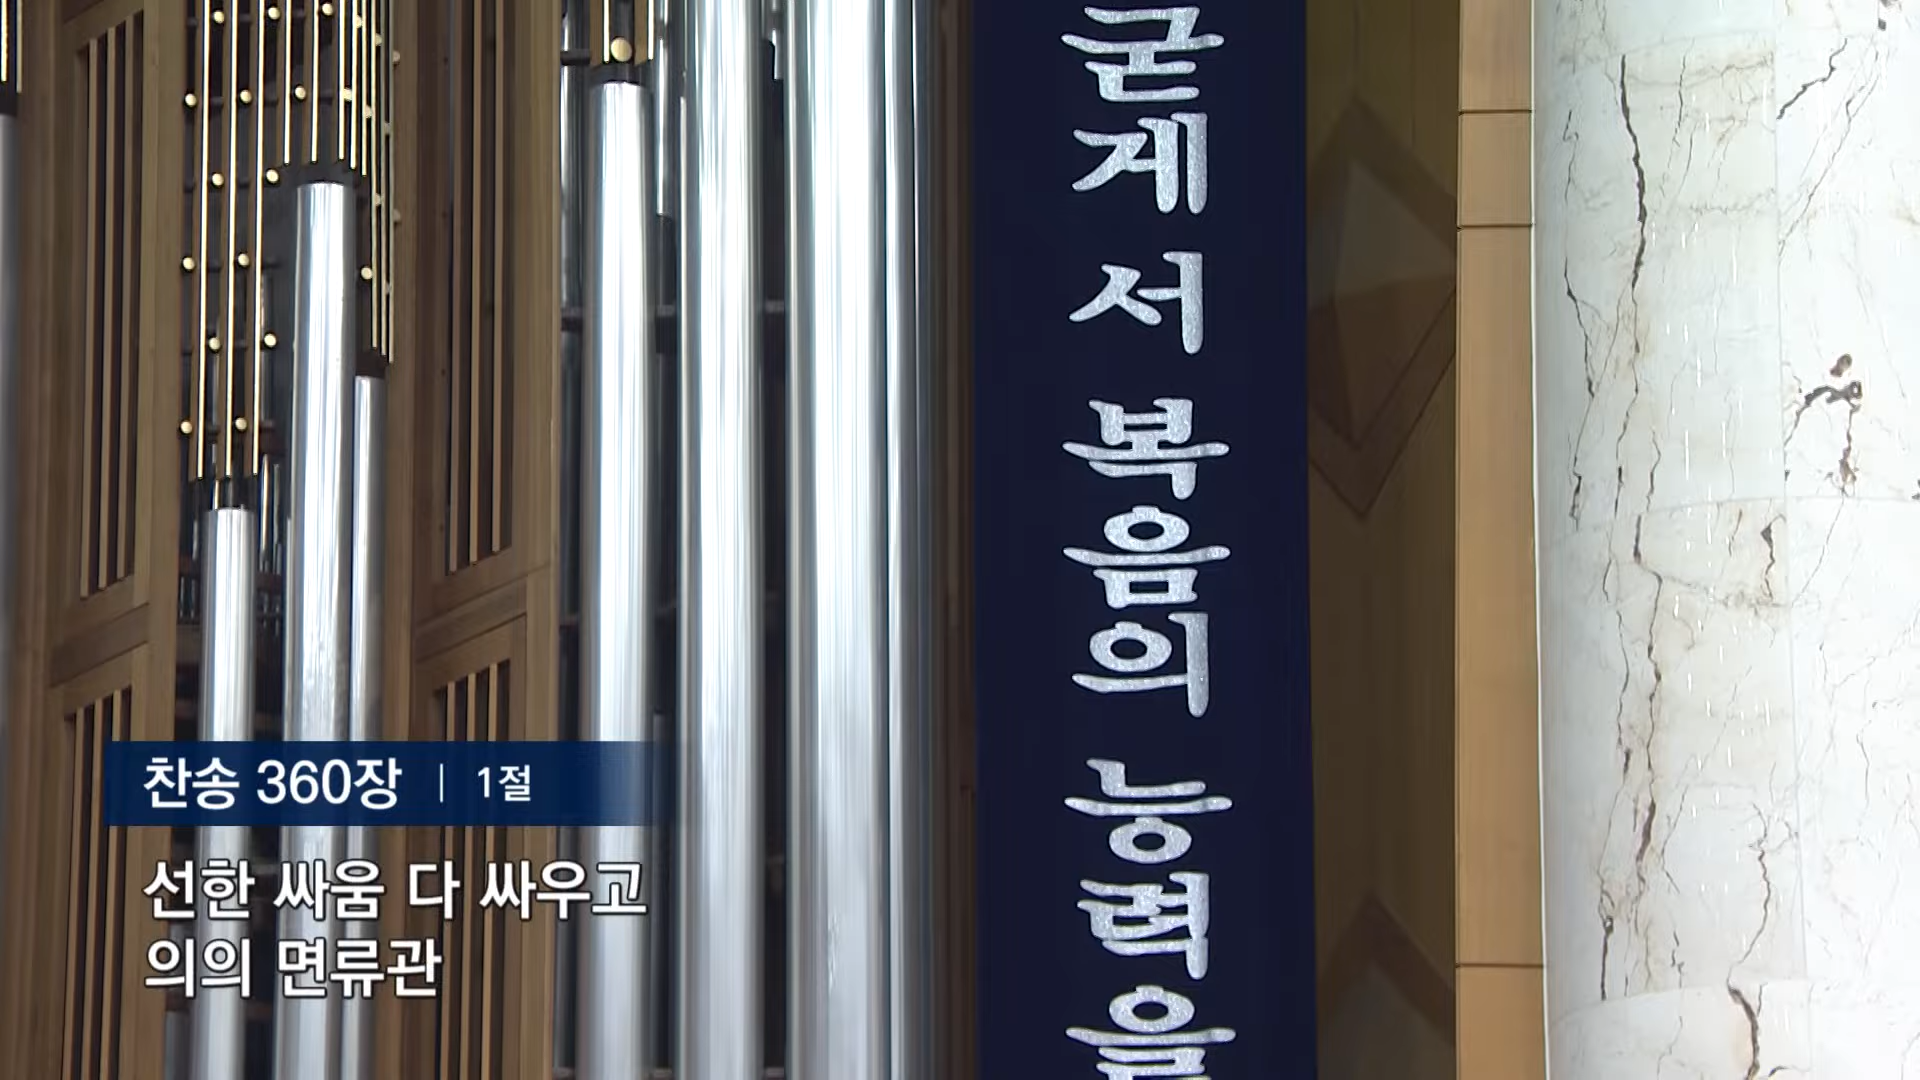 굳게 서 복음의 능력을
찬송 360장 | 1절
선한 싸움 다 싸우고
의의 면류관